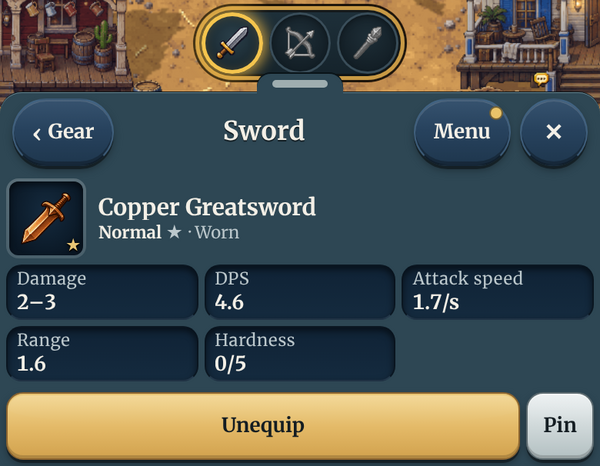 ‹ Gear
Sword
Menu
×
Copper Greatsword
Normal ★ · Worn
Damage
2–3
DPS
4.6
Attack speed
1.7/s
Range
1.6
Hardness
0/5
Unequip
Pin